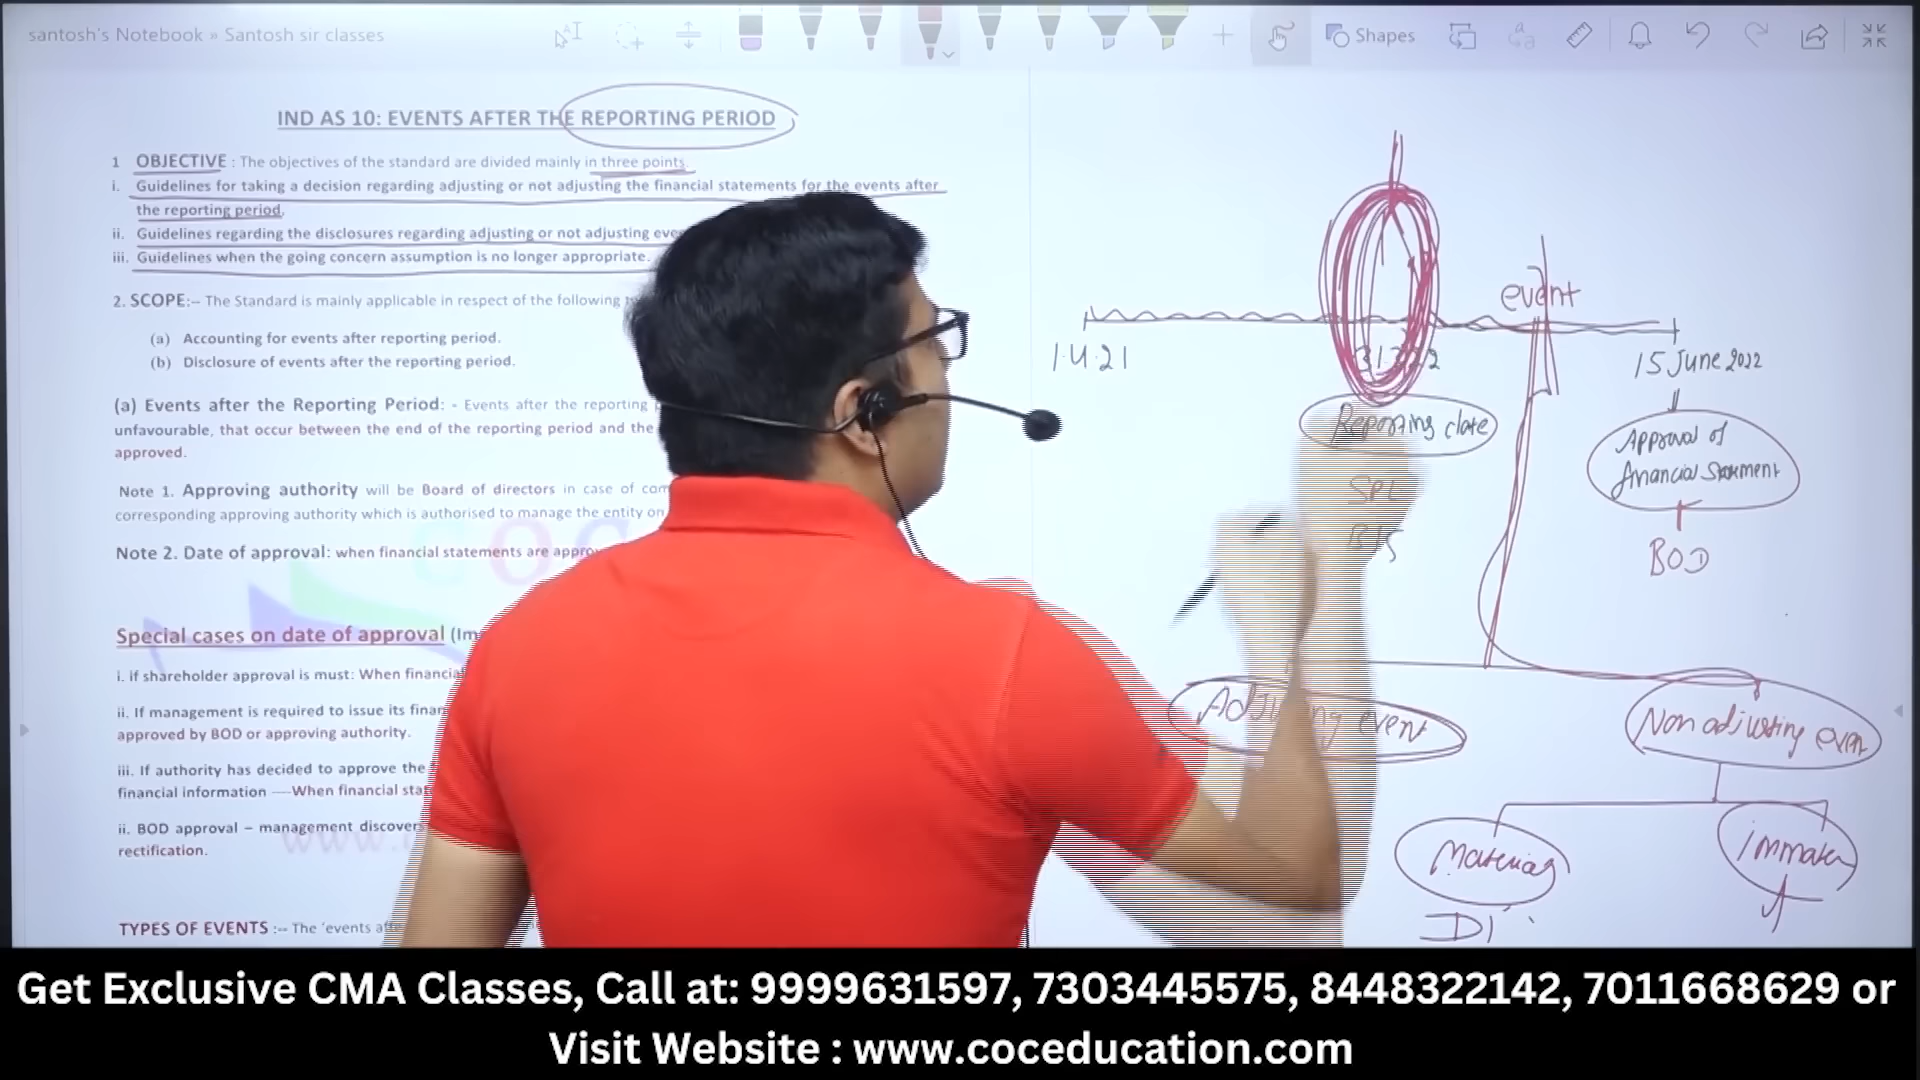 santosh's Notebook » Santosh sir classes
Shapes
IND AS 10: EVENTS AFTER THE REPORTING PERIOD
1 OBJECTIVE : The objectives of the standard are divided mainly in three points.
i. Guidelines for taking a decision regarding adjusting or not adjusting the financial statements for the events after
the reporting period.
ii. Guidelines regarding the disclosures regarding adjusting or not adjusting
iii. Guidelines when the going concern assumption is no longer appropriate.
2. SCOPE:-- The Standard is mainly applicable in respect of the following
(a) Accounting for events after reporting period.
(b) Disclosure of events after the reporting period.
(a) Events after the Reporting Period: - Events after the reporting
unfavourable, that occur between the end of the reporting period and the
approved.
Note 1. Approving authority will be Board of directors in case of
corresponding approving authority which is authorised to manage the entity on
Note 2. Date of approval: when financial statements are
Special cases on date of approval
i. if shareholder approval is must: When
ii. If management is required to issue its
approved by BOD or approving authority.
iii. If authority has decided to approve the
financial information ----When financial
ii. BOD approval – management
rectification.
TYPES OF EVENTS :-- The 'events
event
1.4.21
31.3.22
15 June 2022
Reporting date
Approval of
financial statement
SPL
B/S
BOD
Adjusting event
Non adjusting event
Material
Get Exclusive CMA Classes, Call at: 9999631597, 7303445575, 8448322142, 7011668629 or
Visit Website : www.coceducation.com